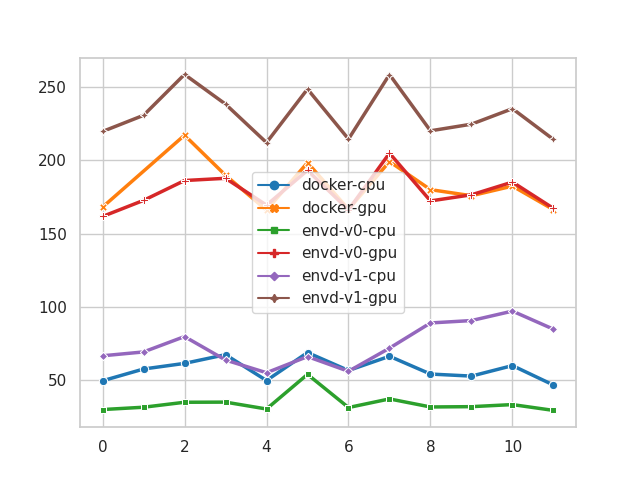 250
200
150
100
50
docker-cpu
docker-gpu
envd-v0-cpu
envd-v0-gpu
envd-v1-cpu
envd-v1-gpu
0 2 4 6 8 10